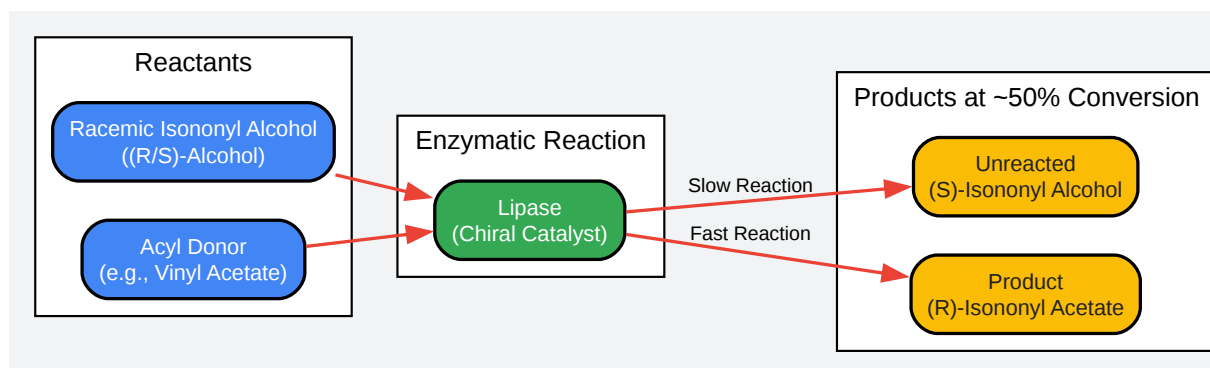 Reactants
Racemic Isononyl Alcohol
((R/S)-Alcohol)
Acyl Donor
(e.g., Vinyl Acetate)
Enzymatic Reaction
Lipase
(Chiral Catalyst)
Slow Reaction
Fast Reaction
Products at ~50% Conversion
Unreacted
(S)-Isononyl Alcohol
Product
(R)-Isononyl Acetate